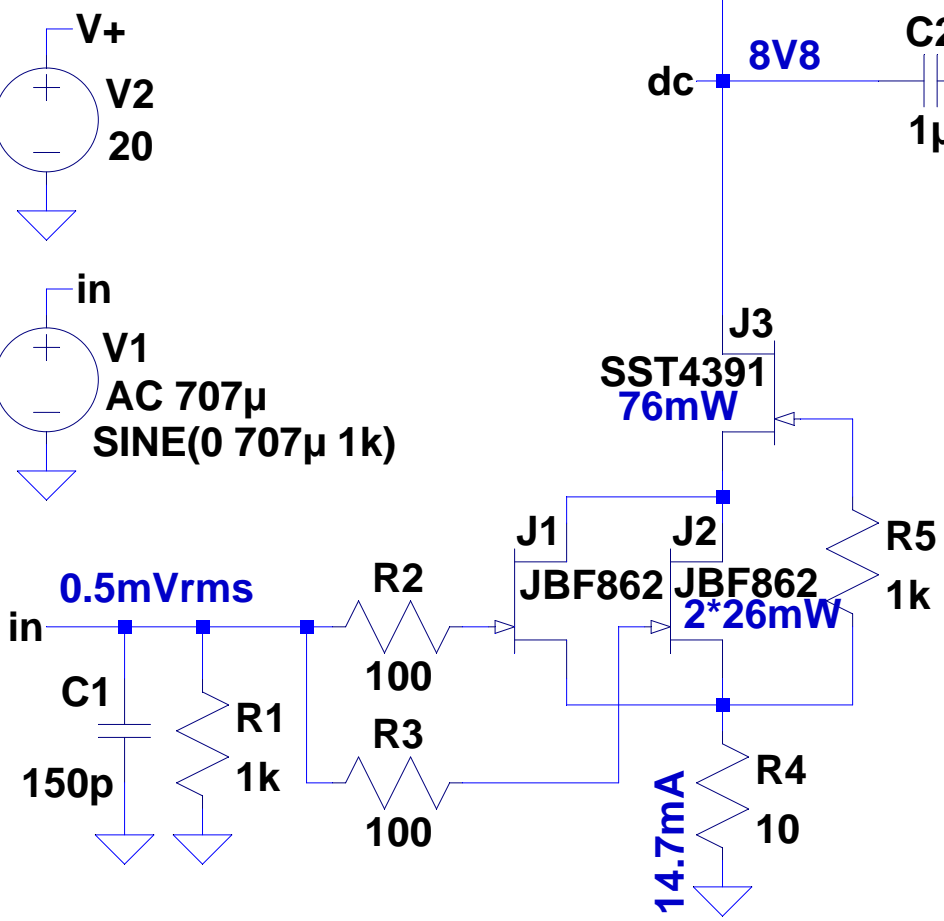 V+
V2
20
in
V1
AC 707µ
SINE(0 707µ 1k)
dc
8V8
1µ
J3
SST4391
76mW
J1
JBF862
J2
JBF862
2*26mW
R5
1k
0.5mVrms
in
R2
100
C1
150p
R1
1k
R3
100
R4
10
14.7mA